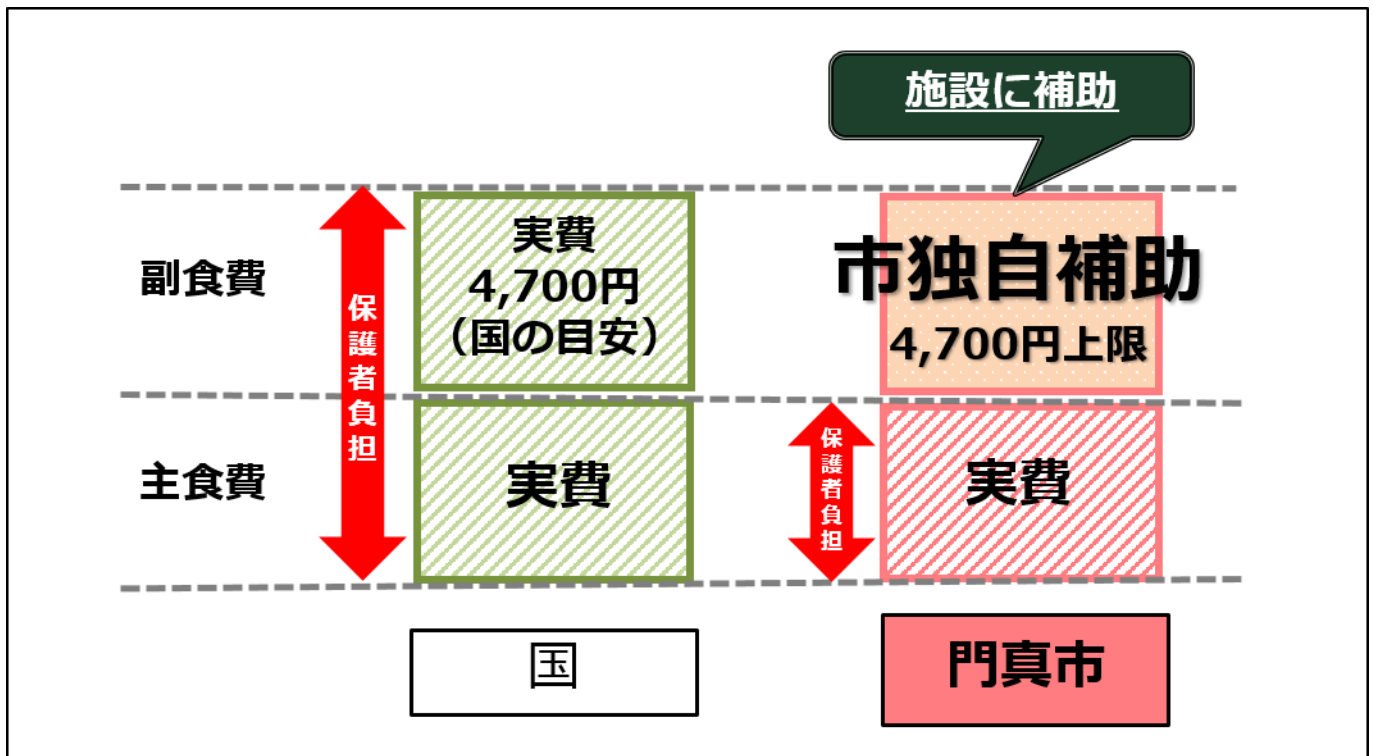 施設に補助
副食費
保護者負担
実費
4,700円
（国の目安）
市独自補助
4,700円上限
主食費
実費
保護者負担
実費
国
門真市